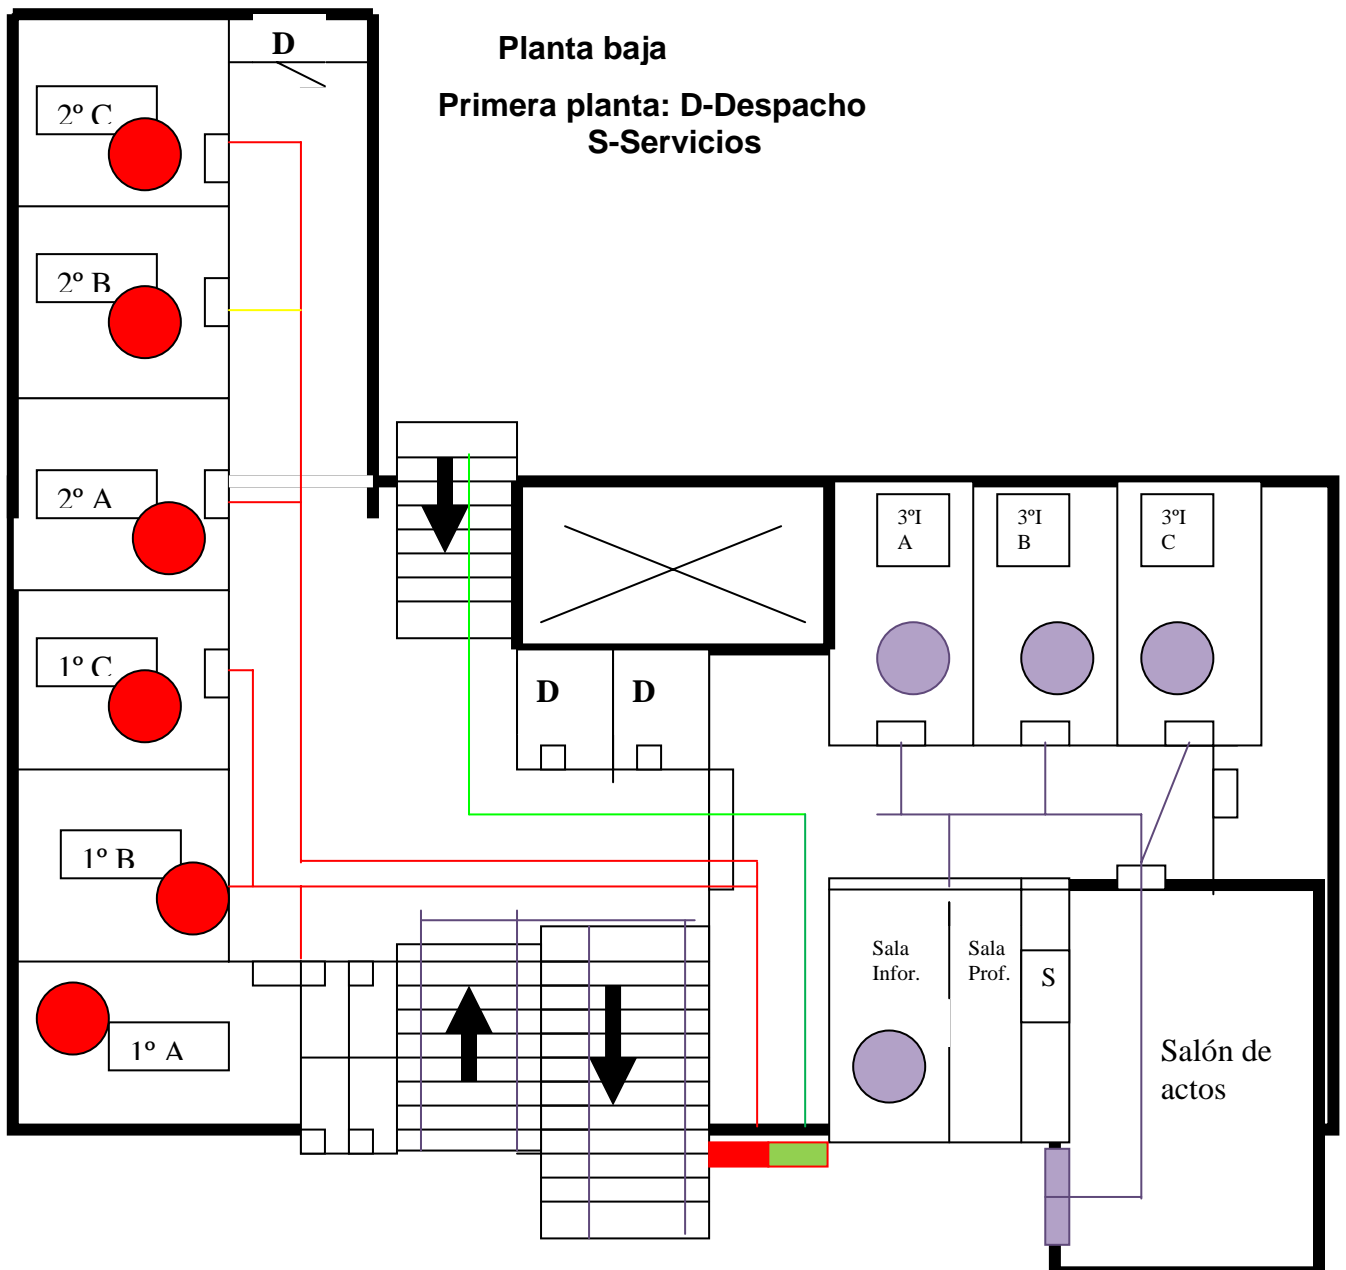 Planta baja
Primera planta: D-Despacho
S-Servicios
D
2º C
2º B
2º A
1º C
1º B
1º A
D
D
3ºI
A
3ºI
B
3ºI
C
Sala
Infor.
Sala
Prof.
S
Salón de
actos